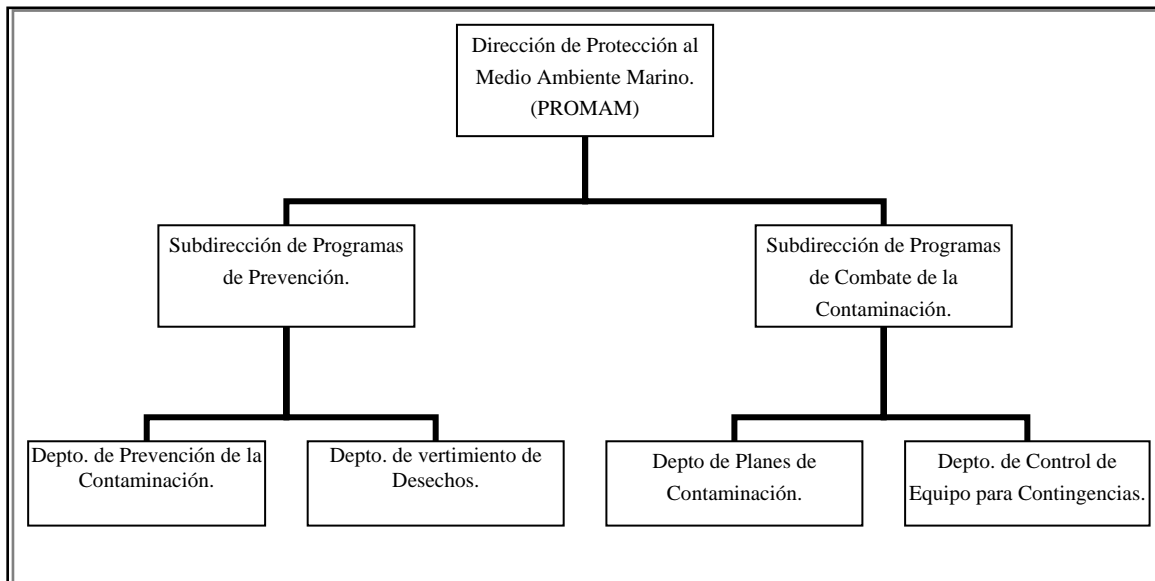 Dirección de Protección al
Medio Ambiente Marino.
(PROMAM)
Subdirección de Programas
de Prevención.
Subdirección de Programas
de Combate de la
Contaminación.
Depto. de Prevención de la
Contaminación.
Depto. de vertimiento de
Desechos.
Depto de Planes de
Contaminación.
Depto. de Control de
Equipo para Contingencias.